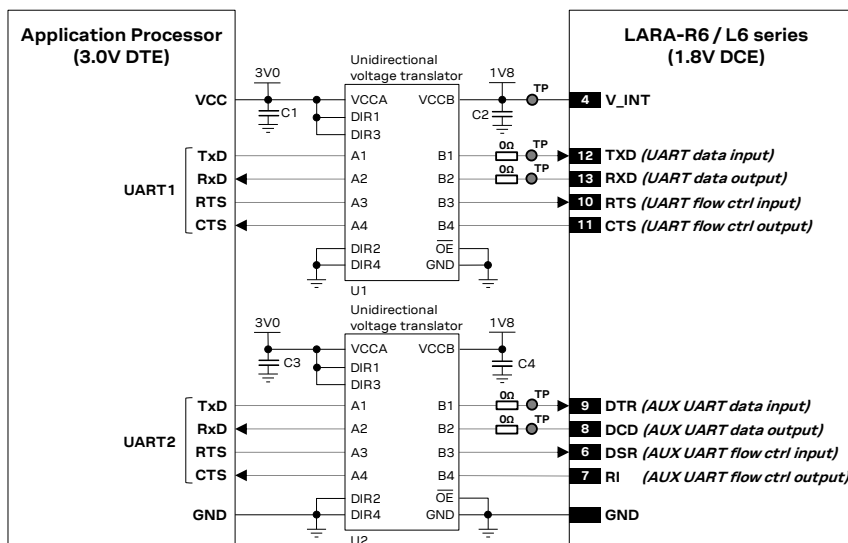 Application Processor
(3.0V DTE)
LARA-R6 / L6 series
(1.8V DCE)
Unidirectional
voltage translator
3V0
1V8
TP
VCC
C1
VCCA
VCCB
C2
4 V_INT
DIR1
DIR3
0Ω TP
TxD A1 B1 12 TXD (UART data input)
0Ω TP
RxD A2 B2 13 RXD (UART data output)
UART1
RTS A3 B3 10 RTS (UART flow ctrl input)
CTS A4 B4 11 CTS (UART flow ctrl output)
DIR2 OE
DIR4 GND
U1
Unidirectional
voltage translator
3V0
1V8
VCCA
VCCB
C3
C4
DIR1
DIR3
0Ω TP
TxD A1 B1 9 DTR (AUX UART data input)
0Ω TP
RxD A2 B2 8 DCD (AUX UART data output)
UART2
RTS A3 B3 6 DSR (AUX UART flow ctrl input)
CTS A4 B4 7 RI (AUX UART flow ctrl output)
DIR2 OE
GND DIR4 GND GND
U2